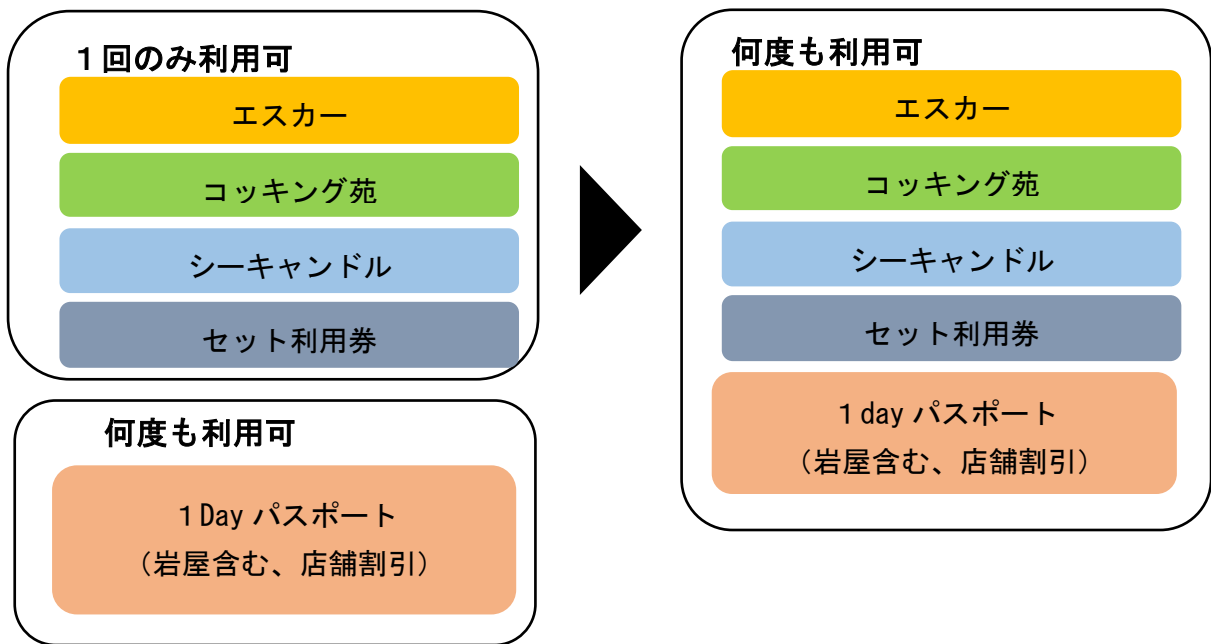 １回のみ利用可
エスカー
コッキング苑
シーキャンドル
セット利用券
何度も利用可
１Day パスポート
（岩屋含む、店舗割引）
何度も利用可
エスカー
コッキング苑
シーキャンドル
セット利用券
１day パスポート
（岩屋含む、店舗割引）